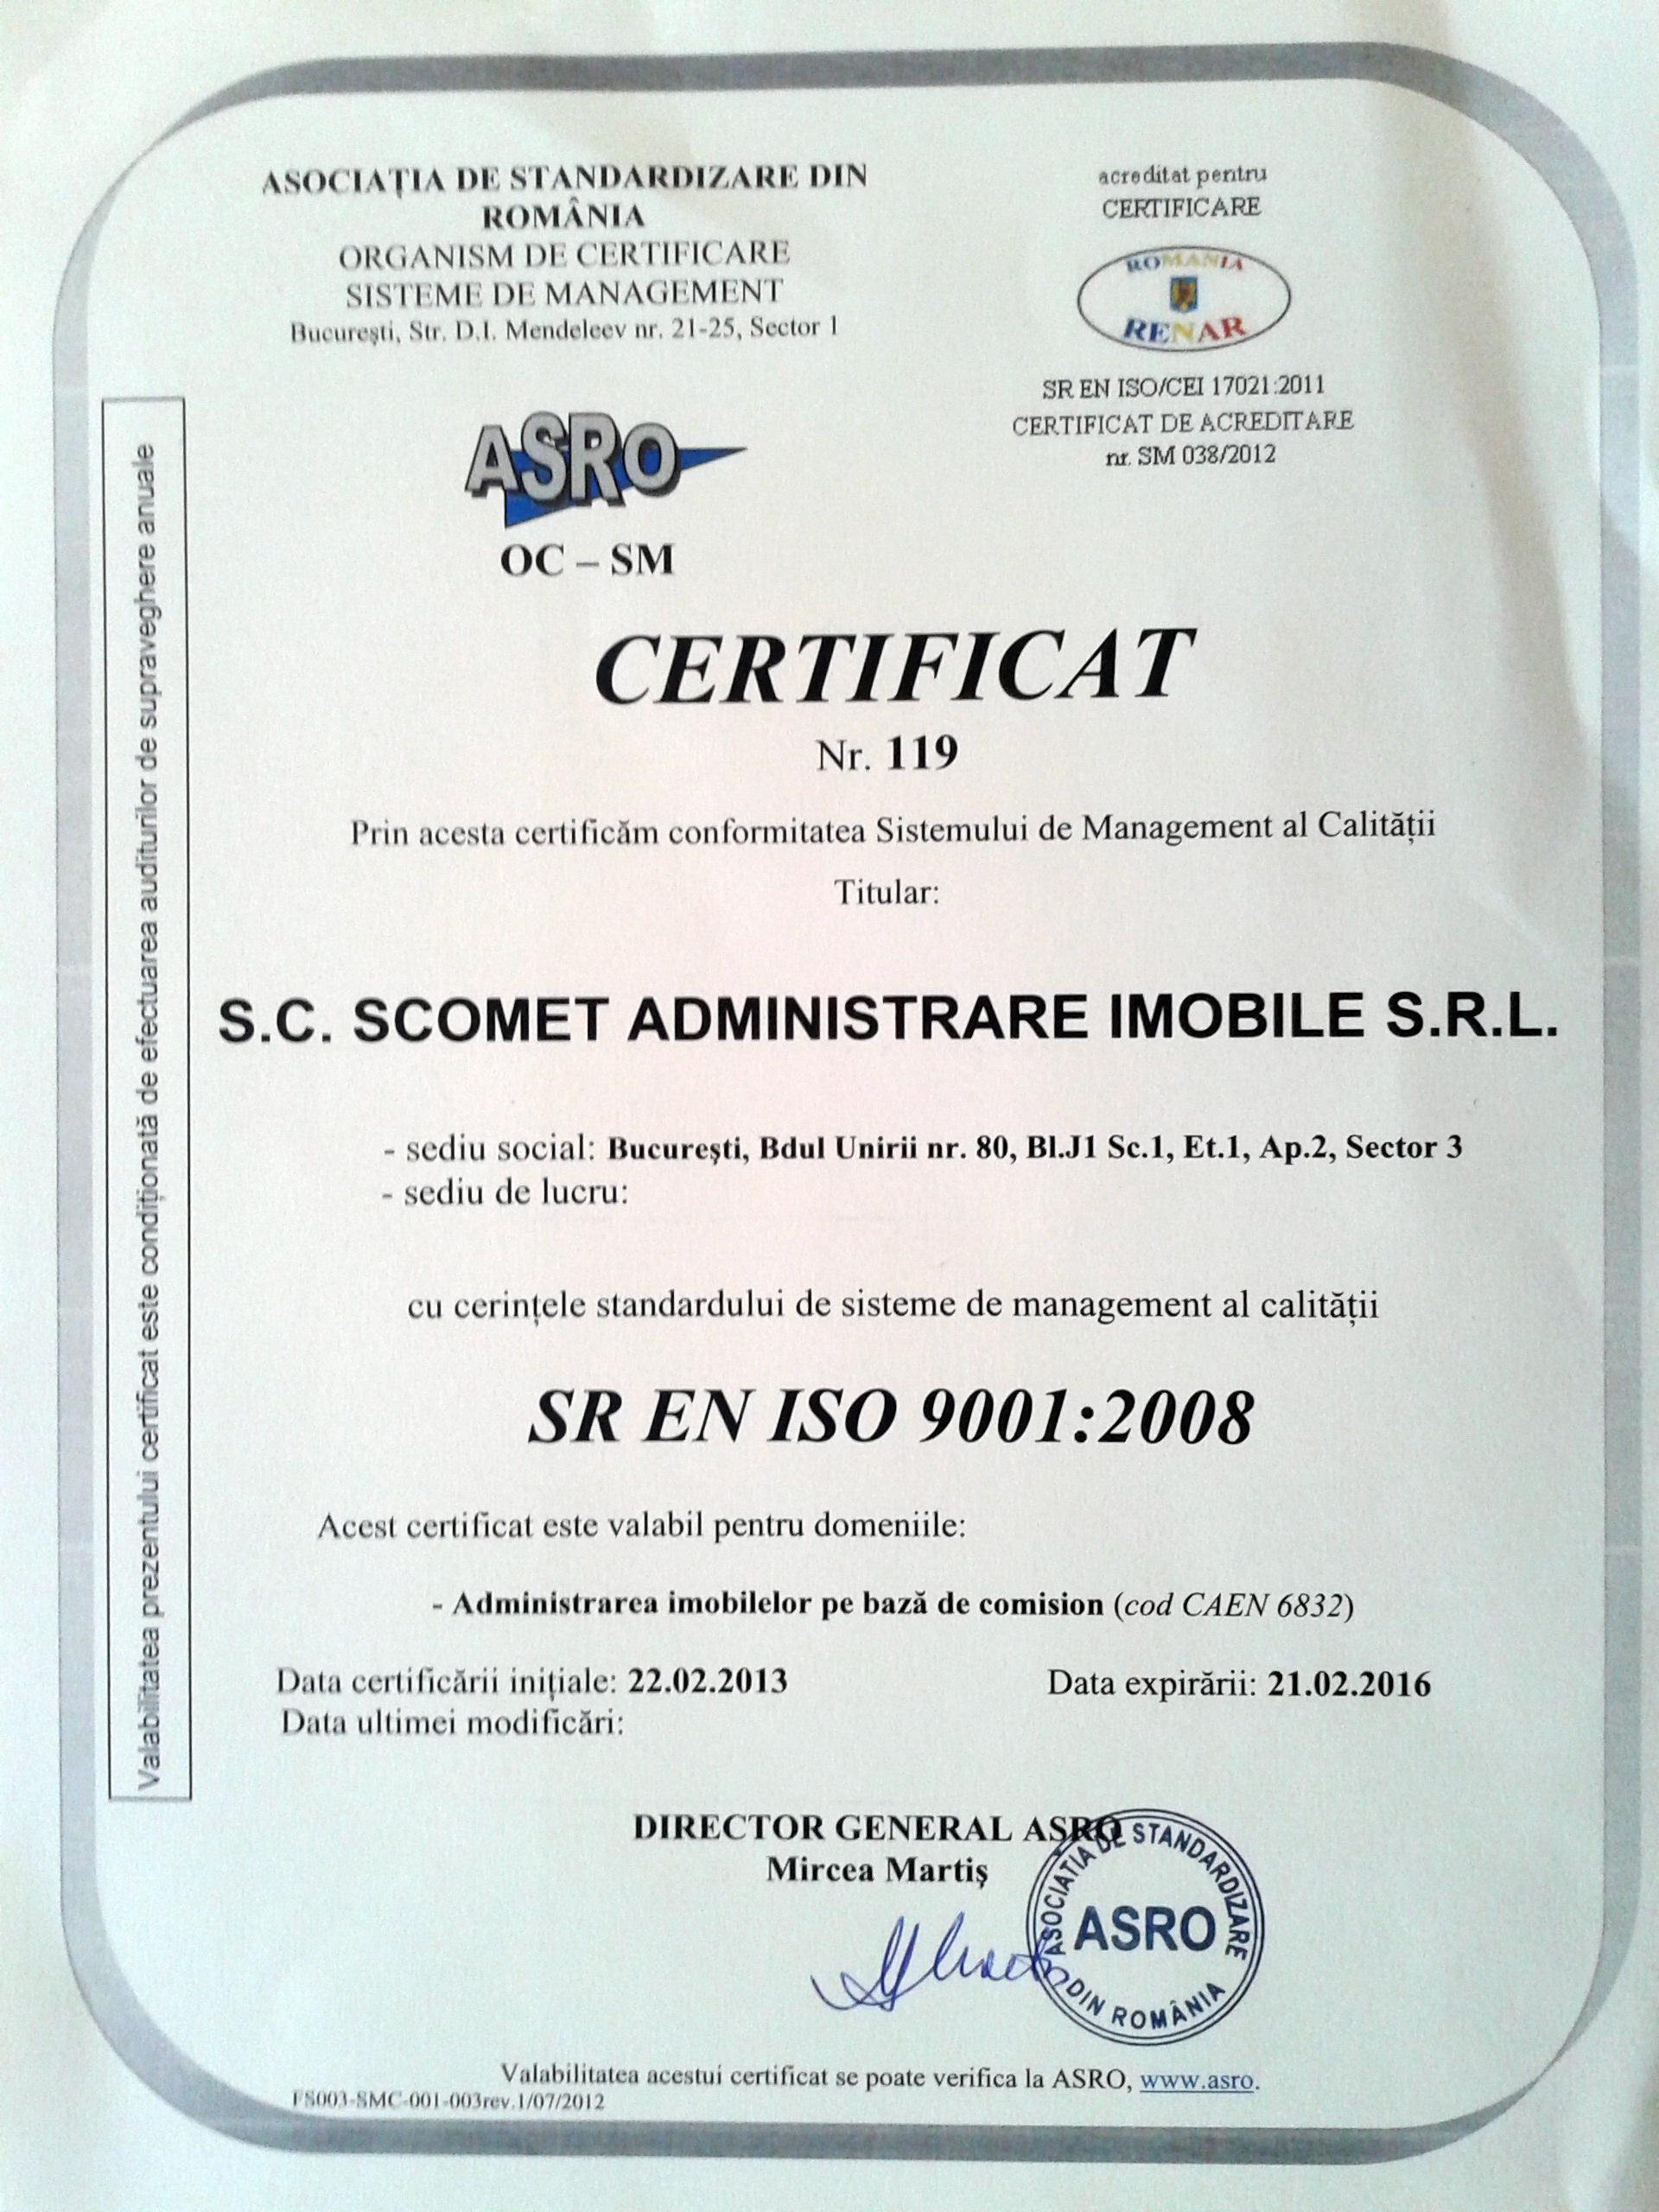 ASOCIAȚIA DE STANDARDIZARE DIN
ROMÂNIA
ORGANISM DE CERTIFICARE
SISTEME DE MANAGEMENT
București, Str. D.I. Mendeleev nr. 21-25, Sector 1
acreditat pentru
CERTIFICARE
ROMANIA
RENAR
SR EN ISO/CEI 17021:2011
CERTIFICAT DE ACREDITARE
nr. SM 038/2012
ASRO
OC – SM
Valabilitatea prezentului certificat este condiționată de efectuarea auditurilor de supraveghere anuale
CERTIFICAT
Nr. 119
Prin acesta certificăm conformitatea Sistemului de Management al Calității
Titular:
S.C. SCOMET ADMINISTRARE IMOBILE S.R.L.
- sediu social: Bucureşti, Bdul Unirii nr. 80, Bl.J1 Sc.1, Et.1, Ap.2, Sector 3
- sediu de lucru:
cu cerințele standardului de sisteme de management al calității
SR EN ISO 9001:2008
Acest certificat este valabil pentru domeniile:
- Administrarea imobilelor pe bază de comision (cod CAEN 6832)
Data certificării inițiale: 22.02.2013
Data expirării: 21.02.2016
Data ultimei modificări:
DIRECTOR GENERAL ASRO
Mircea Martiş
ASOCIAȚIA DE STANDARDIZARE
ASRO
DIN ROMÂNIA
Valabilitatea acestui certificat se poate verifica la ASRO, www.asro.
FS003-SMC-001-003rev.1/07/2012